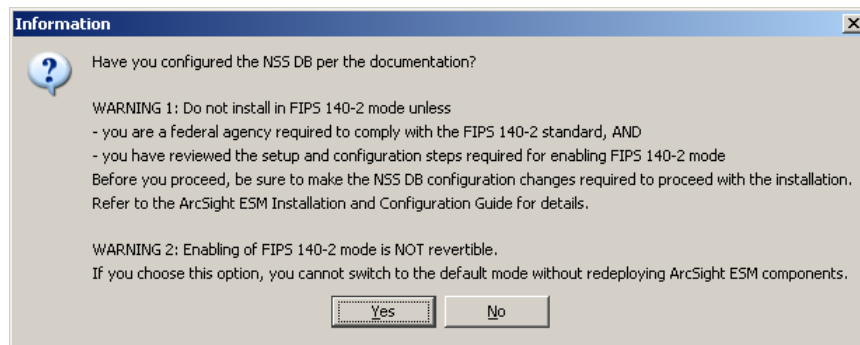 Information
Have you configured the NSS DB per the documentation?
WARNING 1: Do not install in FIPS 140-2 mode unless
- you are a federal agency required to comply with the FIPS 140-2 standard, AND
- you have reviewed the setup and configuration steps required for enabling FIPS 140-2 mode
Before you proceed, be sure to make the NSS DB configuration changes required to proceed with the installation.
Refer to the ArcSight ESM Installation and Configuration Guide for details.
WARNING 2: Enabling of FIPS 140-2 mode is NOT revertible.
If you choose this option, you cannot switch to the default mode without redeploying ArcSight ESM components.
Yes No